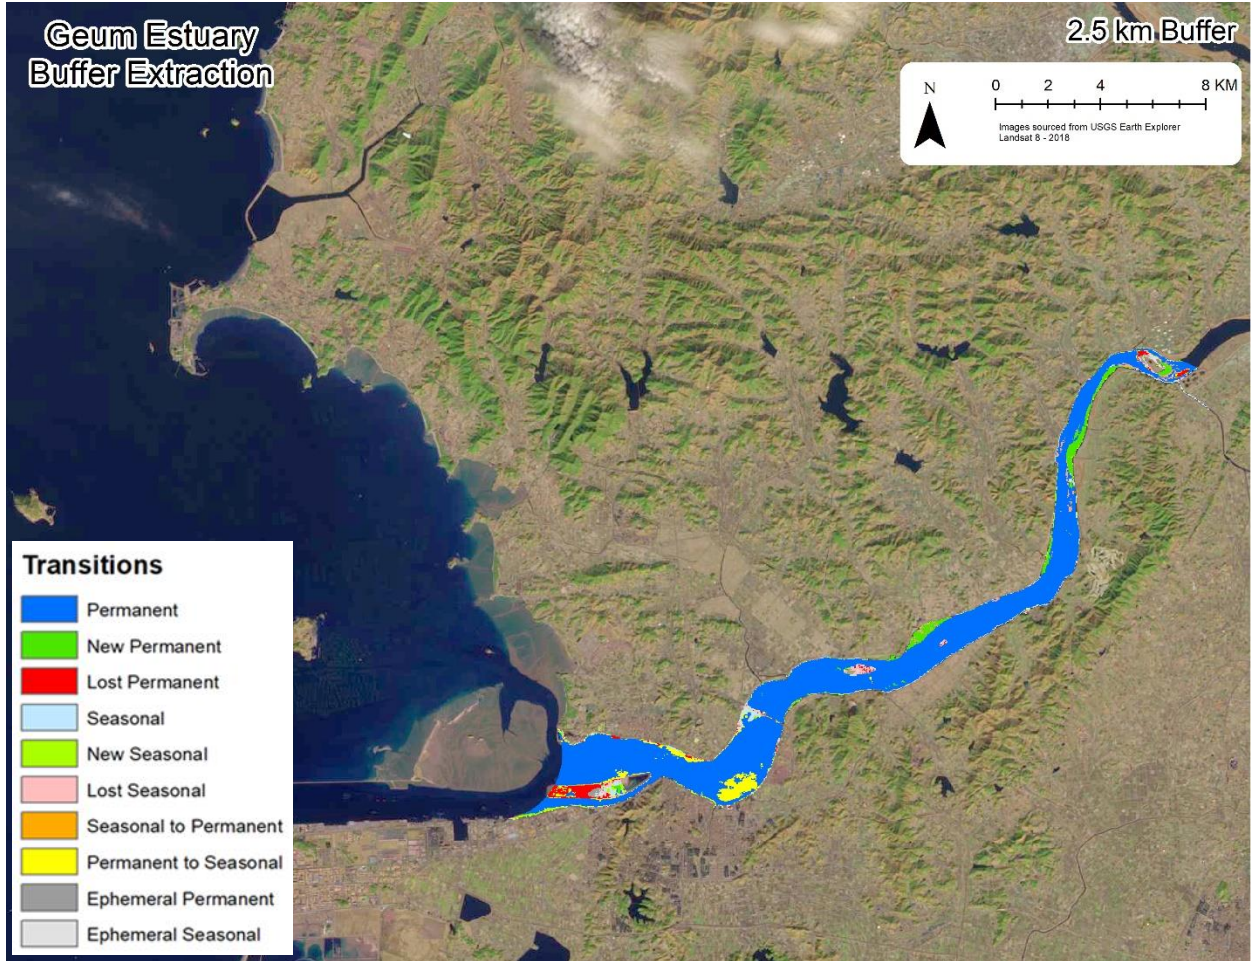 Geum Estuary
Buffer Extraction
2.5 km Buffer
N
0 2 4 8 KM
Images sourced from USGS Earth Explorer
Landsat 8 - 2018
Transitions
Permanent
New Permanent
Lost Permanent
Seasonal
New Seasonal
Lost Seasonal
Seasonal to Permanent
Permanent to Seasonal
Ephemeral Permanent
Ephemeral Seasonal